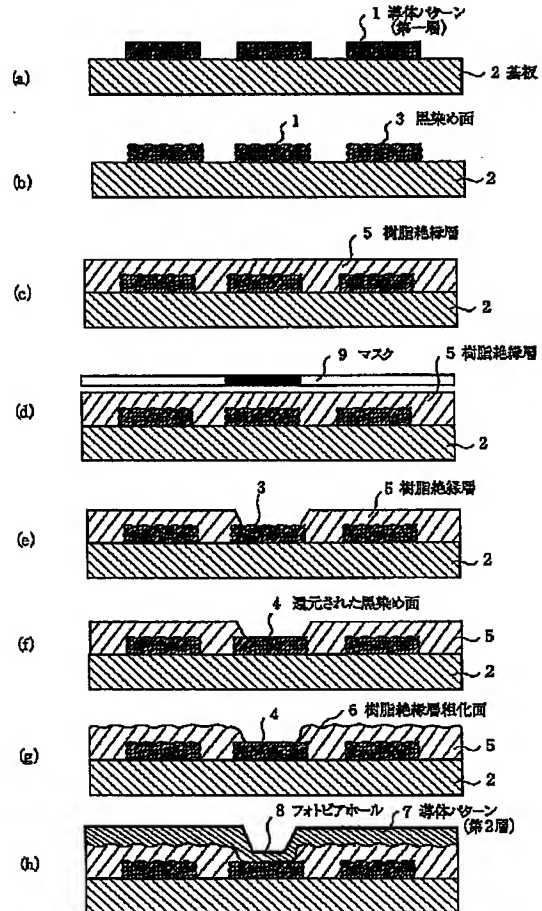 1 導体パターン
(第一層)
(a)
2 基板
1
3 黒染め面
(b)
2
5 樹脂絶縁層
(c)
2
9 マスク
5 樹脂絶縁層
(d)
2
3
5 樹脂絶縁層
(e)
2
4 還元された黒染め面
(f)
5
2
4
6 樹脂絶縁層粗化面
(g)
5
2
8 フォトビアホール
7 導体パターン
(第2層)
(h)